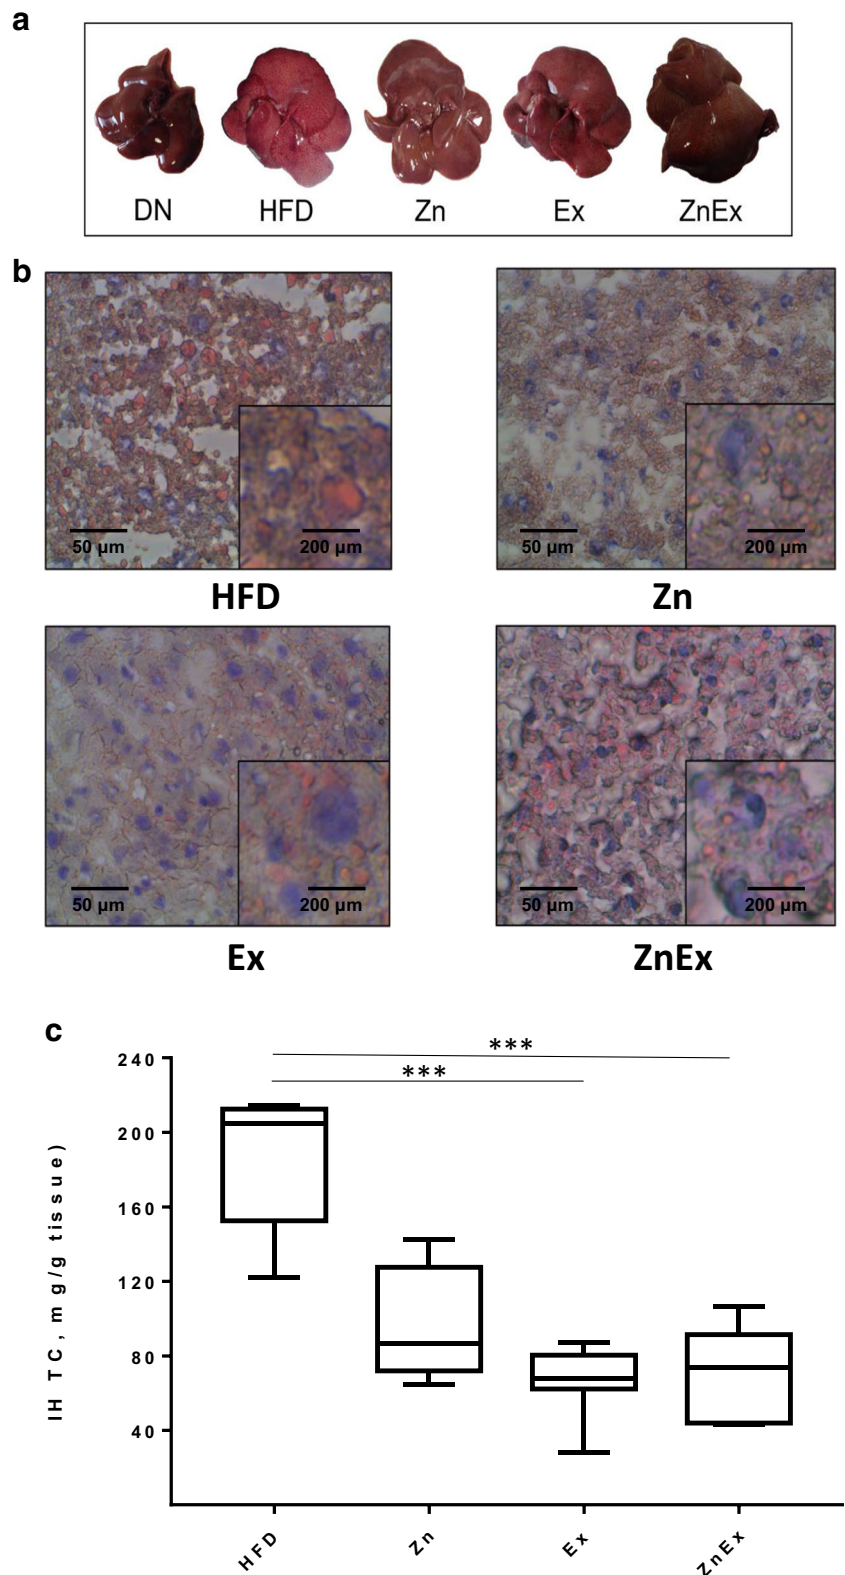 a
DN HFD Zn Ex ZnEx
b
50 µm 200 µm 50 µm 200 µm
HFD Zn
50 µm 200 µm 50 µm 200 µm
Ex ZnEx
c
***
***
240
200
160
120
80
40
IH TC, mg/g tissue)
HFD Zn Ex ZnEx